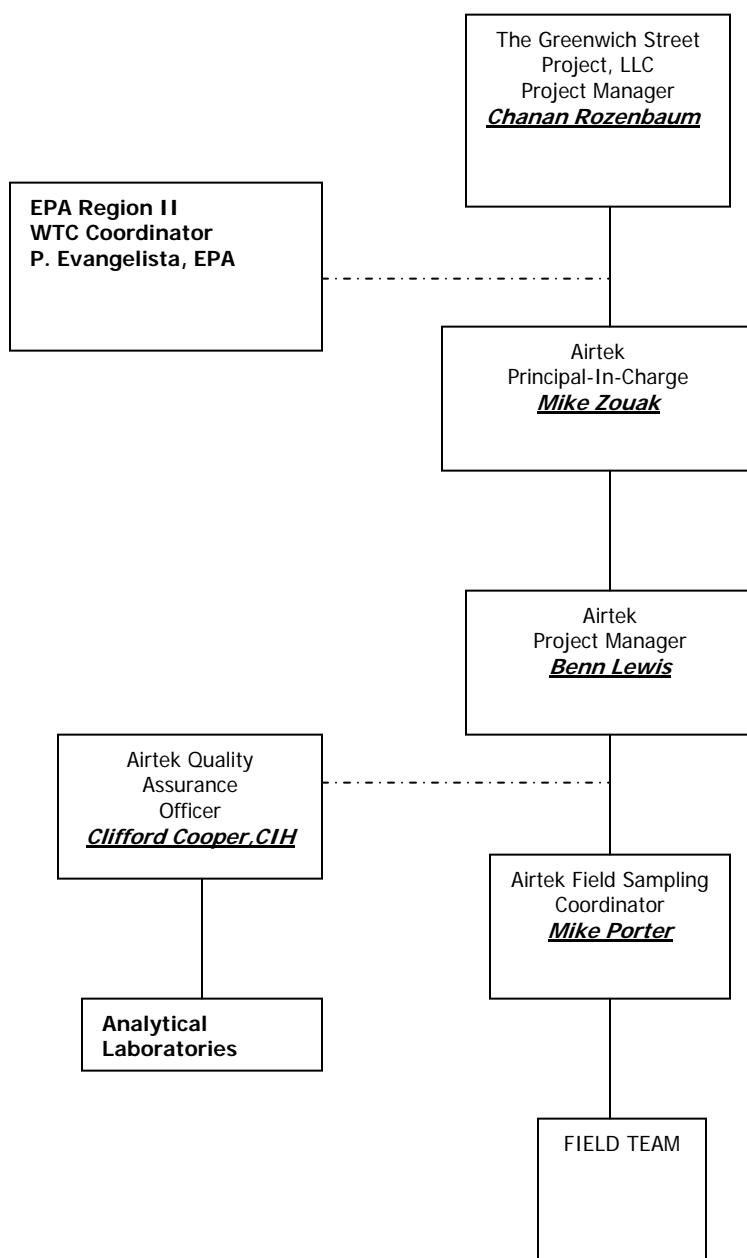 The Greenwich Street
Project, LLC
Project Manager
Chanan Rozenbaum
EPA Region II
WTC Coordinator
P. Evangelista, EPA
Airtek
Principal-In-Charge
Mike Zouak
Airtek
Project Manager
Benn Lewis
Airtek Quality
Assurance
Officer
Clifford Cooper,CIH
Airtek Field Sampling
Coordinator
Mike Porter
Analytical
Laboratories
FIELD TEAM